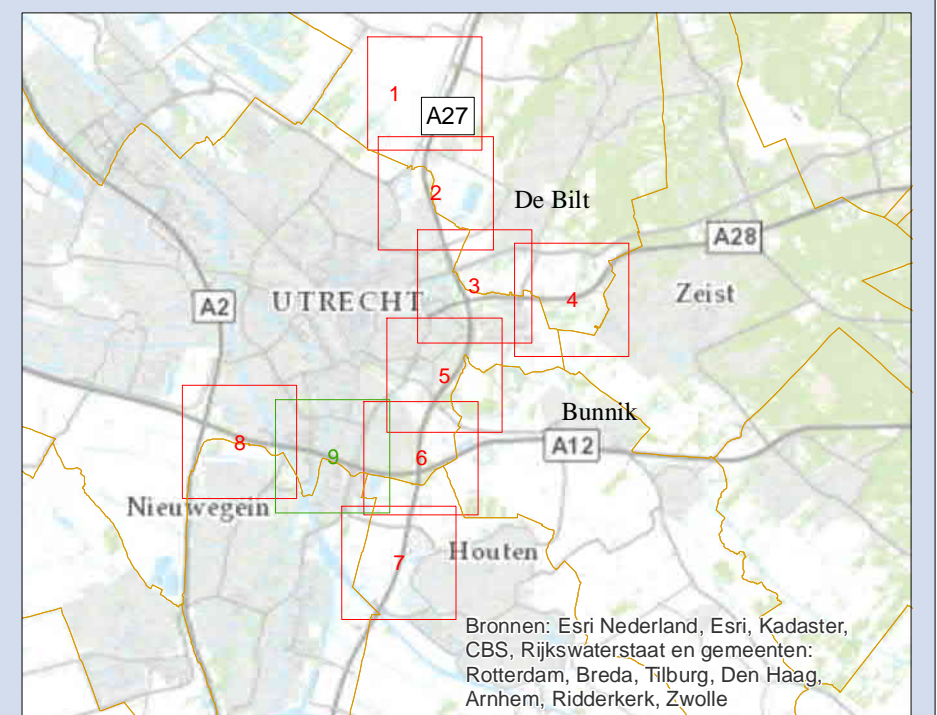 1
A27
2
De Bilt
A28
3
4
Zeist
A2
UTRECHT
5
Bunnik
8
9
6
A12
Nieuwegein
7
Houten
Bronnen: Esri Nederland, Esri, Kadaster,
CBS, Rijkswaterstaat en gemeenten:
Rotterdam, Breda, Tilburg, Den Haag,
Arnhem, Ridderkerk, Zwolle